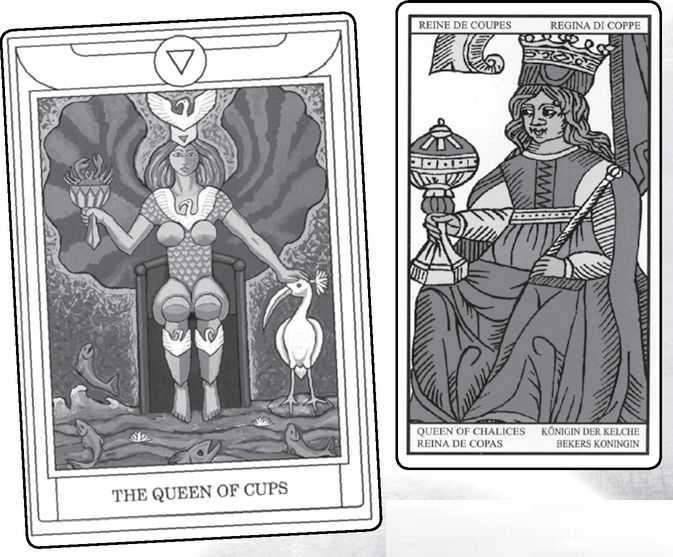 THE QUEEN OF CUPS
REINE DE COUPES
REGINA DI COPPE
QUEEN OF CHALICES
REINA DE COPAS
KÖNIGIN DER KELCHE
BEKERS KONINGIN